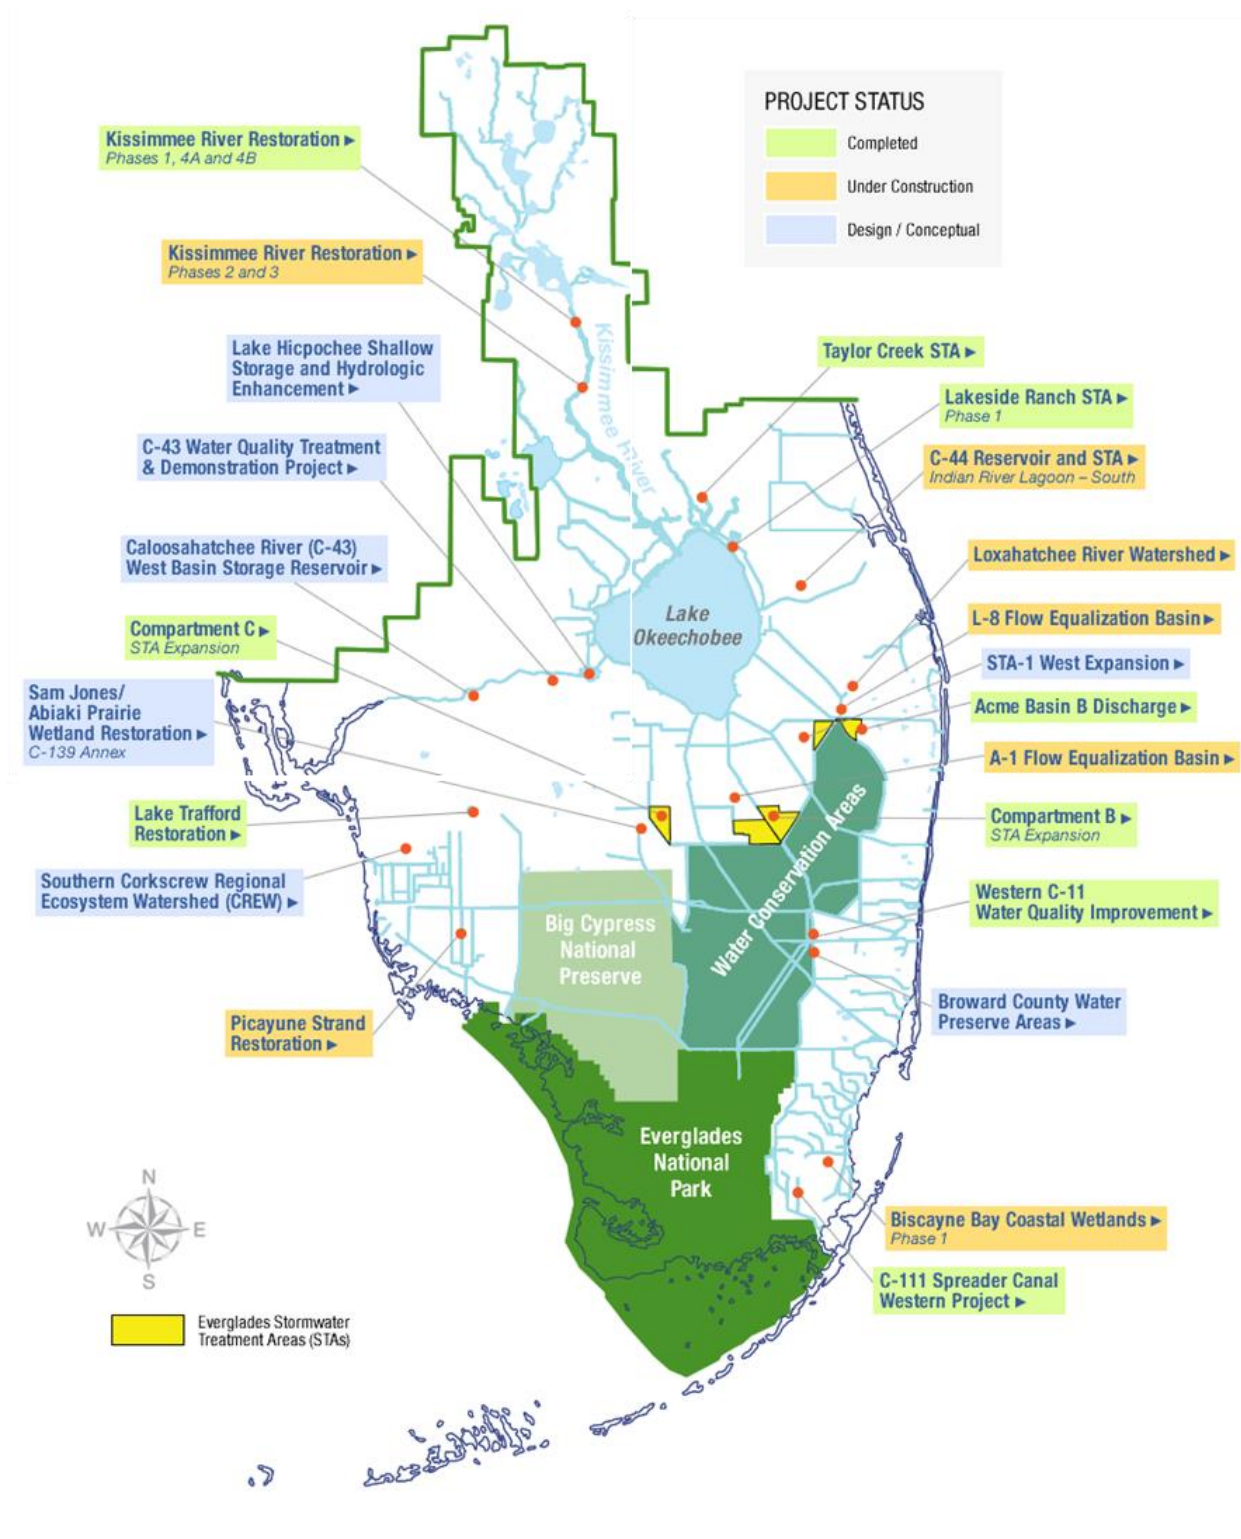 PROJECT STATUS
Completed
Under Construction
Design / Conceptual
Kissimmee River Restoration ▶
Phases 1, 4A and 4B
Kissimmee River Restoration ▶
Phases 2 and 3
Lake Hicpochee Shallow
Storage and Hydrologic
Enhancement ▶
C-43 Water Quality Treatment
& Demonstration Project ▶
Caloosahatchee River (C-43)
West Basin Storage Reservoir ▶
Compartment C ▶
STA Expansion
Sam Jones/
Abiaki Prairie
Wetland Restoration ▶
C-139 Annex
Lake Trafford
Restoration ▶
Southern Corkscrew Regional
Ecosystem Watershed (CREW) ▶
Picayune Strand
Restoration ▶
Kissimmee River
Lake
Okeechobee
Taylor Creek STA ▶
Lakeside Ranch STA ▶
Phase 1
C-44 Reservoir and STA ▶
Indian River Lagoon – South
Loxahatchee River Watershed ▶
L-8 Flow Equalization Basin ▶
STA-1 West Expansion ▶
Acme Basin B Discharge ▶
A-1 Flow Equalization Basin ▶
Compartment B ▶
STA Expansion
Western C-11
Water Quality Improvement ▶
Broward County Water
Preserve Areas ▶
Water Conservation Areas
Big Cypress
National
Preserve
Everglades
National
Park
Biscayne Bay Coastal Wetlands ▶
Phase 1
C-111 Spreader Canal
Western Project ▶
N
W
E
S
Everglades Stormwater
Treatment Areas (STAs)